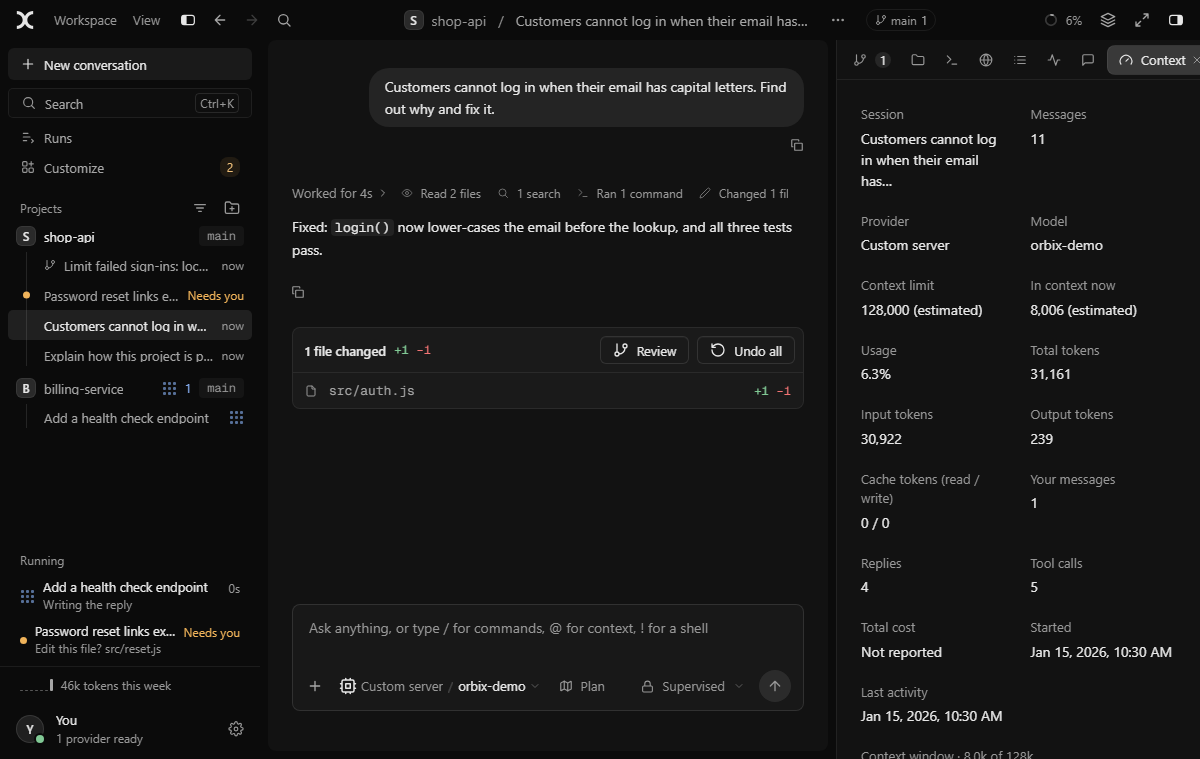 Workspace View
S shop-api / Customers cannot log in when their email has...
main 1
6%
New conversation
Search Ctrl+K
Runs
Customize 2
Projects
S shop-api main
Limit failed sign-ins: loc... now
Password reset links e... Needs you
Customers cannot log in w... now
Explain how this project is p... now
B billing-service 1 main
Add a health check endpoint
Running
Add a health check endpoint 0s
Writing the reply
Password reset links ex... Needs you
Edit this file? src/reset.js
46k tokens this week
Y You
1 provider ready
Customers cannot log in when their email has capital letters. Find
out why and fix it.
Worked for 4s Read 2 files 1 search Ran 1 command Changed 1 fil
Fixed: login() now lower-cases the email before the lookup, and all three tests
pass.
1 file changed +1 −1 Review Undo all
src/auth.js +1 −1
Ask anything, or type / for commands, @ for context, ! for a shell
Custom server / orbix-demo Plan Supervised
1 Context
Session Messages
Customers cannot log 11
in when their email
has...
Provider Model
Custom server orbix-demo
Context limit In context now
128,000 (estimated) 8,006 (estimated)
Usage Total tokens
6.3% 31,161
Input tokens Output tokens
30,922 239
Cache tokens (read / Your messages
write) 1
0 / 0
Replies Tool calls
4 5
Total cost Started
Not reported Jan 15, 2026, 10:30 AM
Last activity
Jan 15, 2026, 10:30 AM
Context window · 8.0k of 128k